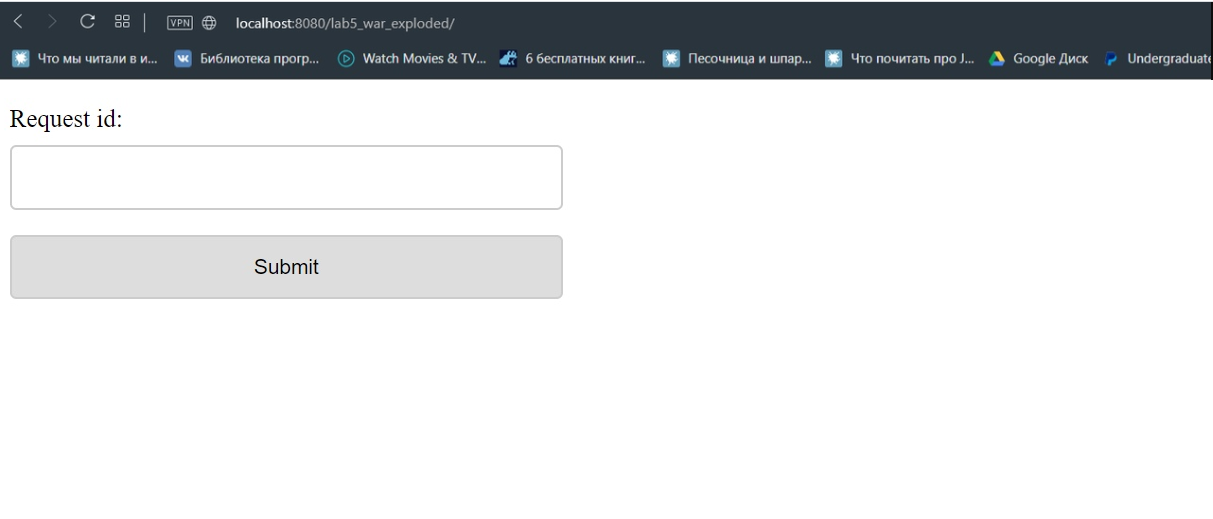 VPN localhost:8080/lab5_war_exploded/
Что мы читали в и... Библиотека прогр... Watch Movies & TV... 6 бесплатных книг... Песочница и шпар... Что почитать про J... Google Диск Undergraduate
Request id:
Submit